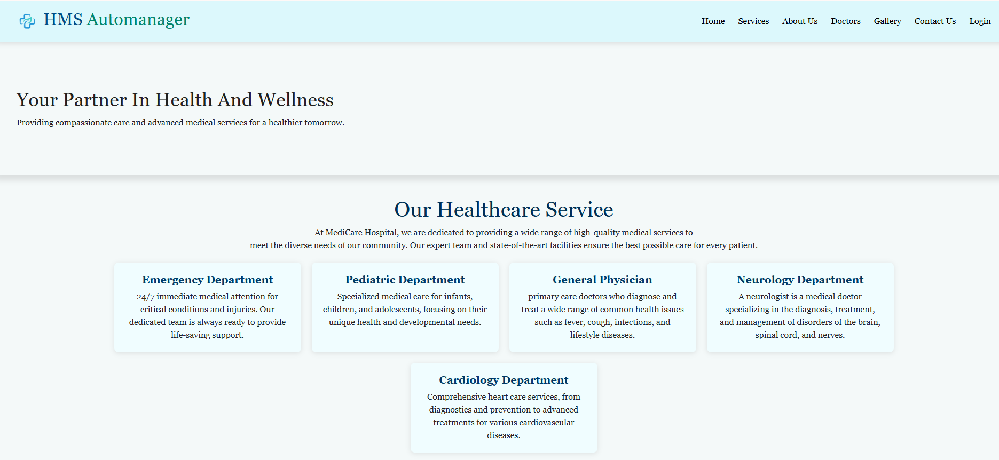 HMS Automanager
Home Services About Us Doctors Gallery Contact Us Login
Your Partner In Health And Wellness
Providing compassionate care and advanced medical services for a healthier tomorrow.
Our Healthcare Service
At MediCare Hospital, we are dedicated to providing a wide range of high-quality medical services to
meet the diverse needs of our community. Our expert team and state-of-the-art facilities ensure the best possible care for every patient.
Emergency Department
24/7 immediate medical attention for
critical conditions and injuries. Our
dedicated team is always ready to provide
life-saving support.
Pediatric Department
Specialized medical care for infants,
children, and adolescents, focusing on their
unique health and developmental needs.
General Physician
primary care doctors who diagnose and
treat a wide range of common health issues
such as fever, cough, infections, and
lifestyle diseases.
Neurology Department
A neurologist is a medical doctor
specializing in the diagnosis, treatment,
and management of disorders of the brain,
spinal cord, and nerves.
Cardiology Department
Comprehensive heart care services, from
diagnostics and prevention to advanced
treatments for various cardiovascular
diseases.